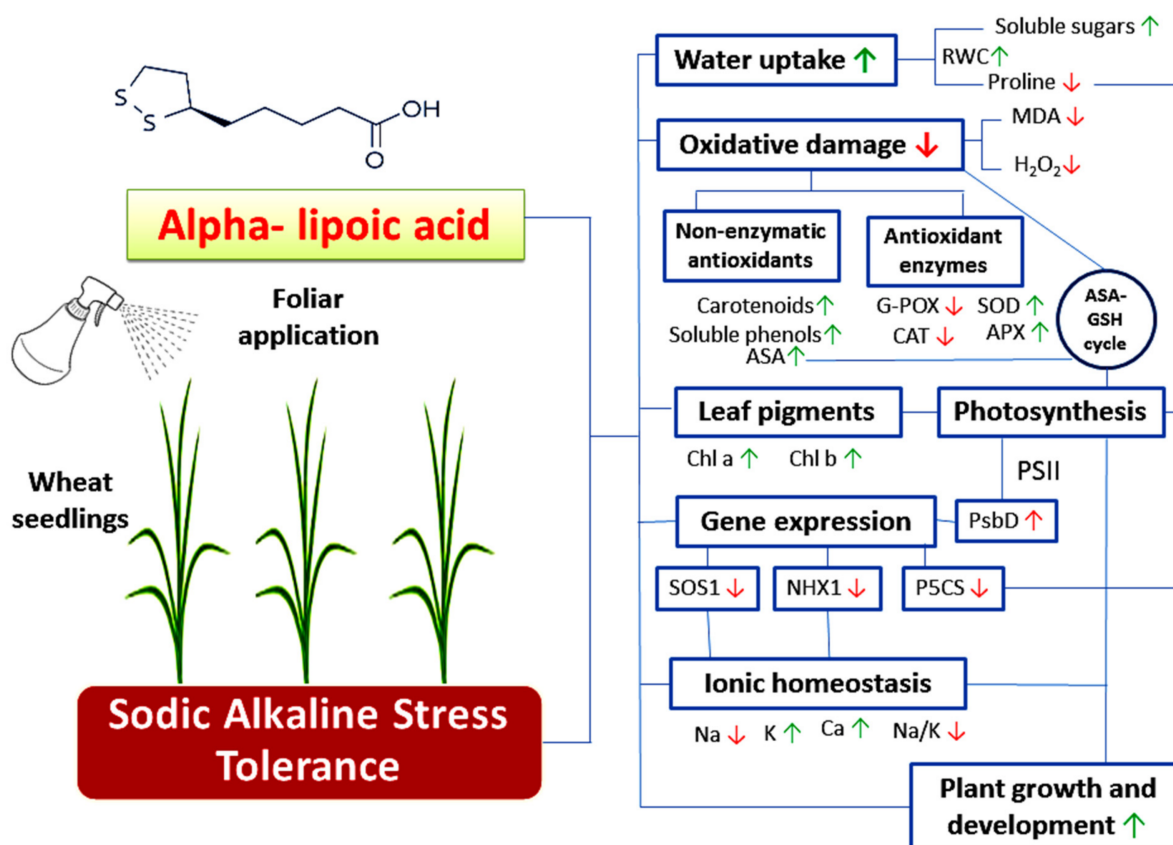 S
S
OH
O
Alpha- lipoic acid
Foliar
application
Wheat
seedlings
Sodic Alkaline Stress
Tolerance
Water uptake ↑
Soluble sugars ↑
RWC ↑
Proline ↓
Oxidative damage ↓
MDA ↓
H₂O₂ ↓
Non-enzymatic
antioxidants
Antioxidant
enzymes
Carotenoids ↑
Soluble phenols ↑
ASA ↑
G-POX ↓ SOD ↑
CAT ↓ APX ↑
ASA-
GSH
cycle
Leaf pigments
Photosynthesis
Chl a ↑ Chl b ↑
PSII
Gene expression
PsbD ↑
SOS1 ↓ NHX1 ↓ P5CS ↓
Ionic homeostasis
Na ↓ K ↑ Ca ↑ Na/K ↓
Plant growth and
development ↑